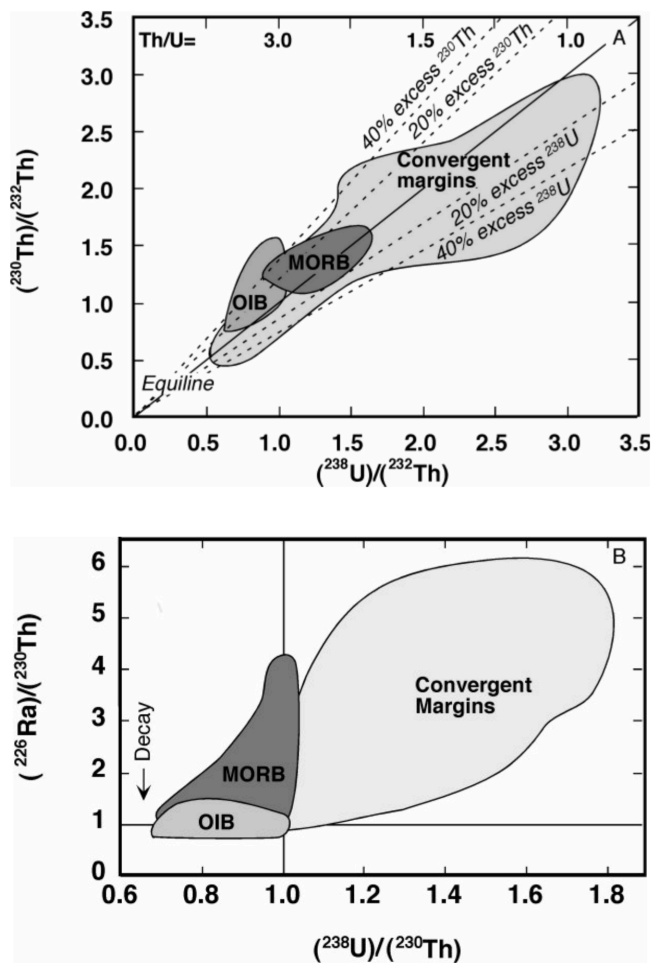 Th/U= 3.0 1.5 1.0
A
3.5
3.0
2.5
2.0
1.5
1.0
0.5
0.0
(²³⁰Th)/(²³²Th)
40% excess ²³⁰Th
20% excess ²³⁰Th
Convergent
margins
20% excess ²³⁸U
40% excess ²³⁸U
MORB
OIB
Equiline
0.0 0.5 1.0 1.5 2.0 2.5 3.0 3.5
(²³⁸U)/(²³²Th)
B
6
5
4
3
2
1
0
(²²⁶Ra)/(²³⁰Th)
Decay
Convergent
Margins
MORB
OIB
0.6 0.8 1.0 1.2 1.4 1.6 1.8
(²³⁸U)/(²³⁰Th)